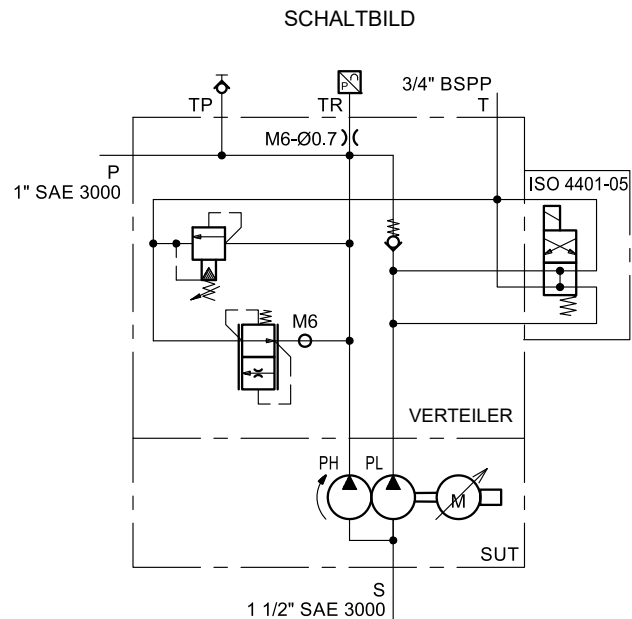 SCHALTBILD
3/4" BSPP
TP
TR
T
P
M6-Ø0.7
P
1" SAE 3000
ISO 4401-05
M6
VERTEILER
PH
PL
M
SUT
S
1 1/2" SAE 3000